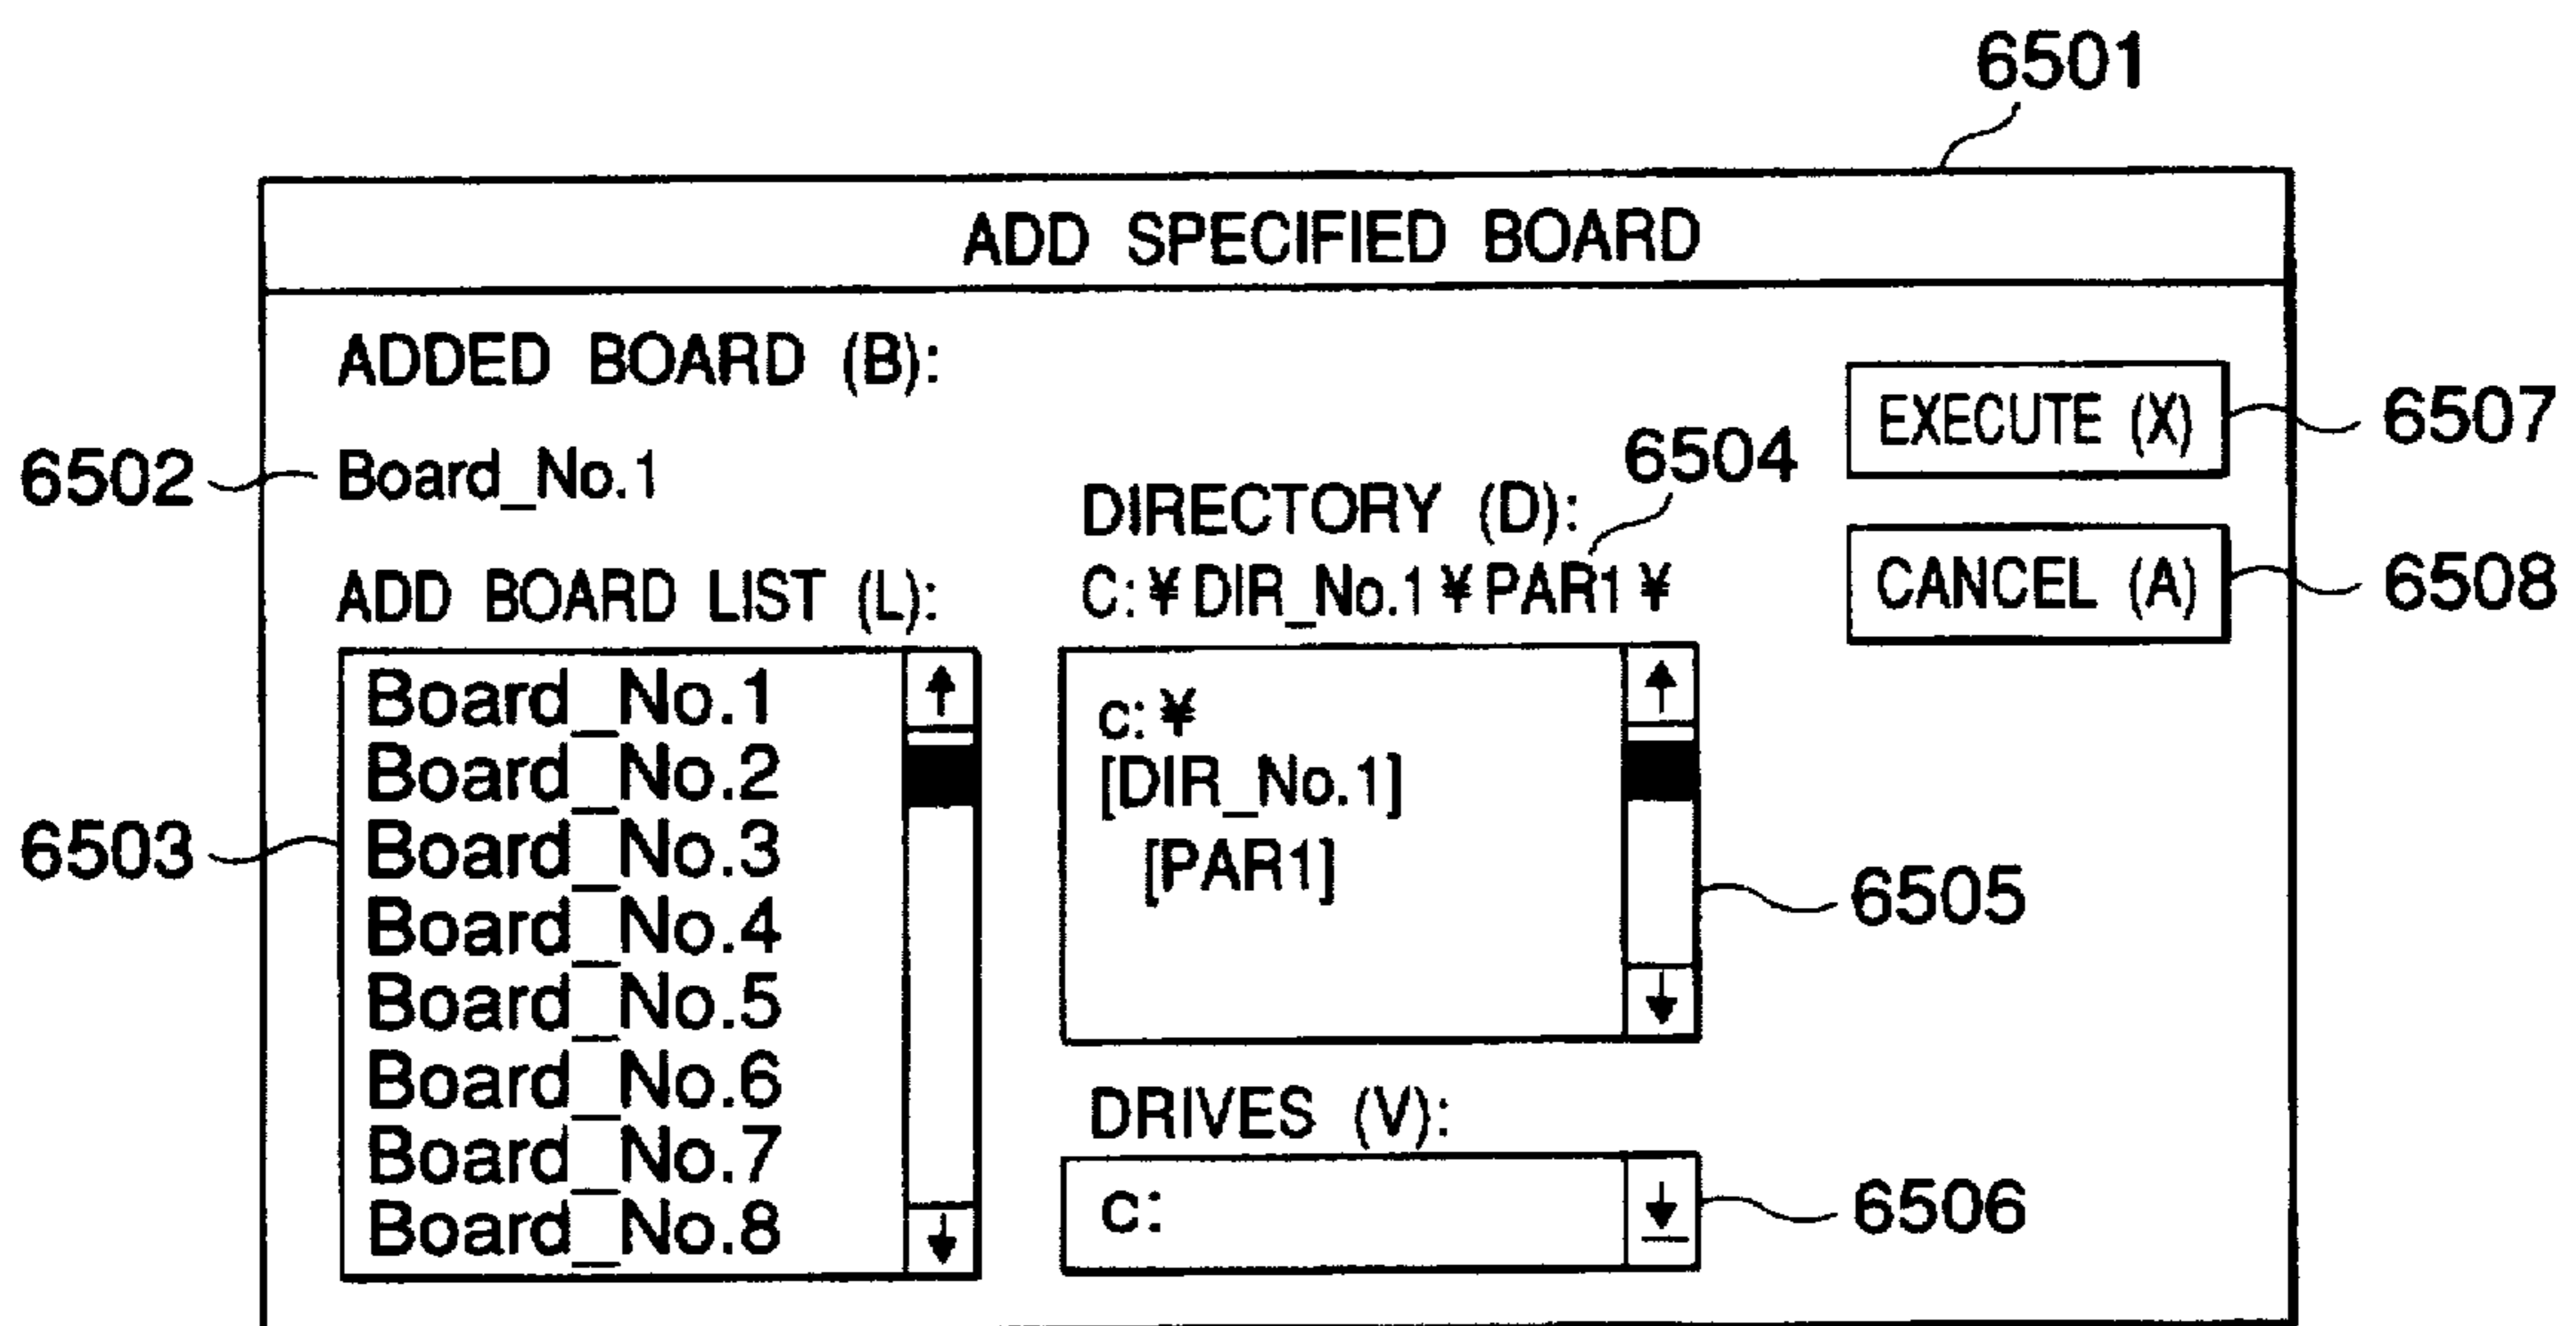 6501
ADD SPECIFIED BOARD
ADDED BOARD (B):
6502
Board_No.1
ADD BOARD LIST (L):
6503
Board_No.1
Board_No.2
Board_No.3
Board_No.4
Board_No.5
Board_No.6
Board_No.7
Board_No.8
6504
DIRECTORY (D):
C:¥DIR_No.1¥PAR1¥
c:¥
[DIR_No.1]
[PAR1]
6505
DRIVES (V):
c:
6506
EXECUTE (X)
6507
CANCEL (A)
6508